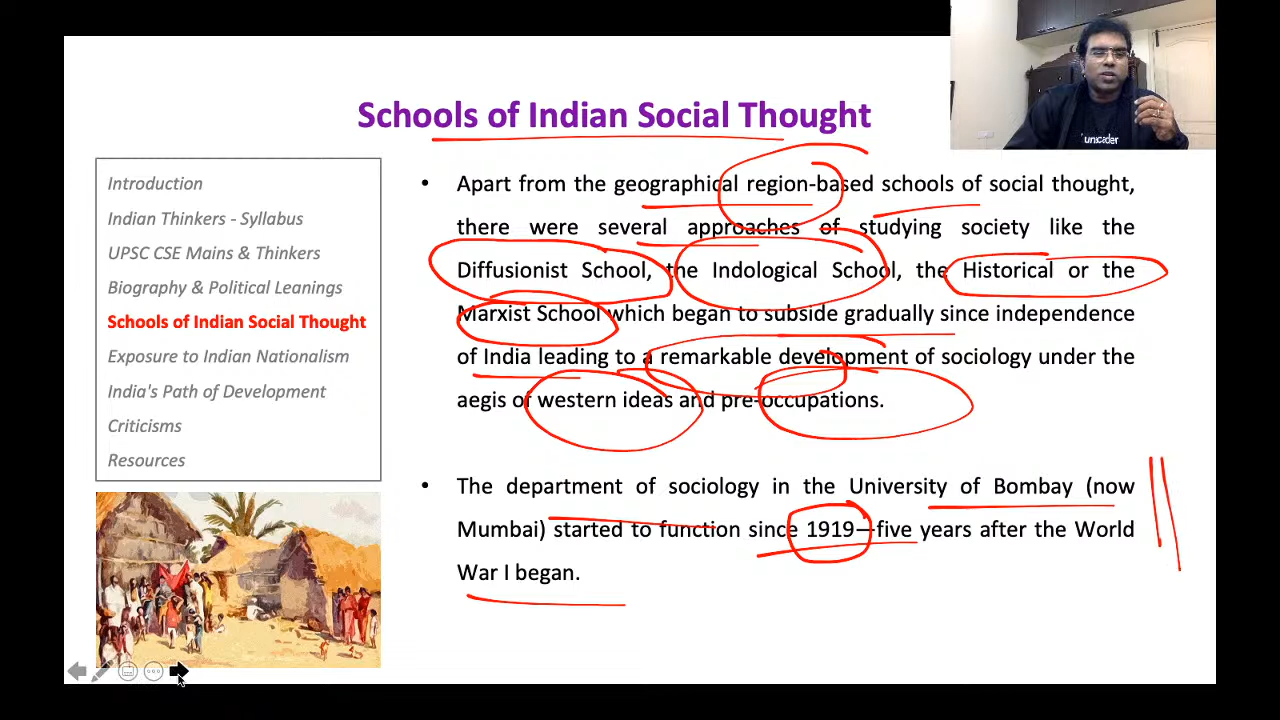 Schools of Indian Social Thought
Introduction
Indian Thinkers - Syllabus
UPSC CSE Mains & Thinkers
Biography & Political Leanings
Schools of Indian Social Thought
Exposure to Indian Nationalism
India's Path of Development
Criticisms
Resources
• Apart from the geographical region-based schools of social thought,
there were several approaches of studying society like the
Diffusionist School, the Indological School, the Historical or the
Marxist School which began to subside gradually since independence
of India leading to a remarkable development of sociology under the
aegis of western ideas and pre-occupations.
• The department of sociology in the University of Bombay (now
Mumbai) started to function since 1919—five years after the World
War I began.